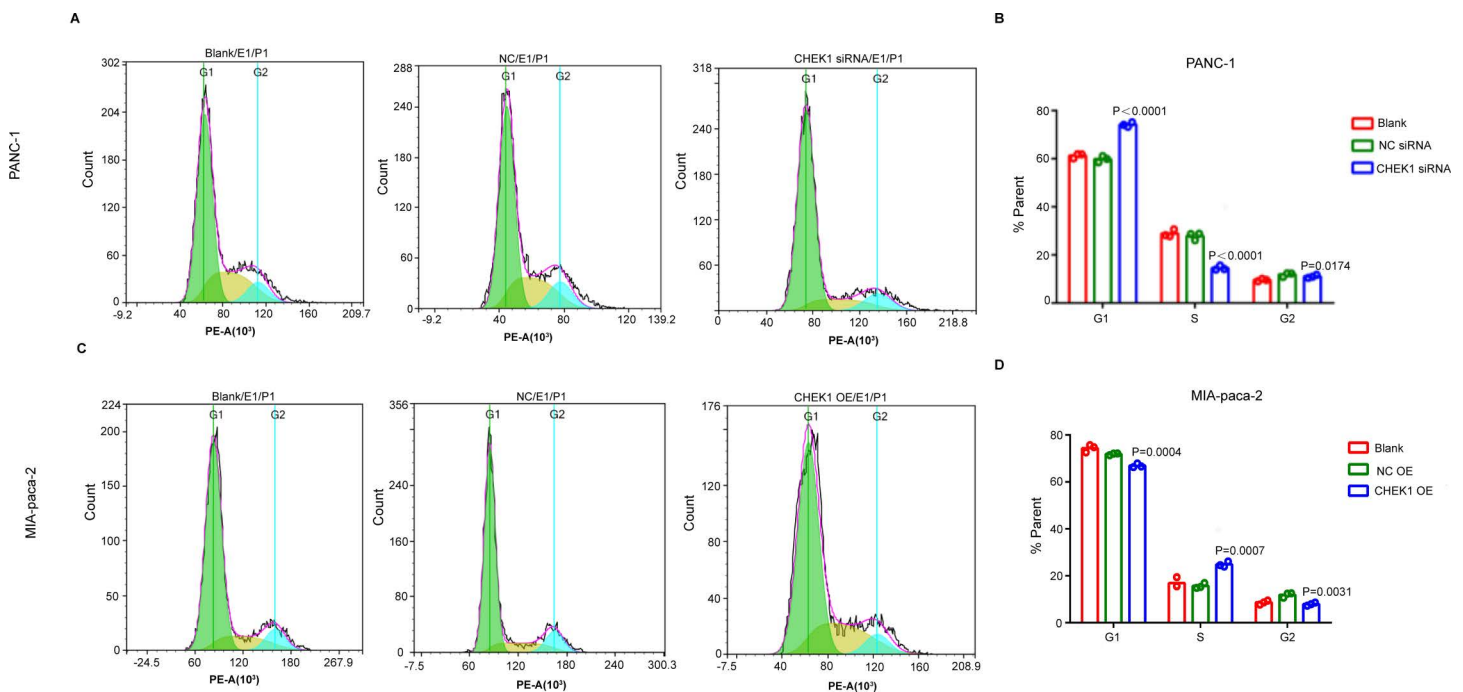 A
PANC-1
Blank/E1/P1
G1 G2
302
204
180
120
60
0
Count
-9.2 40 80 120 160 209.7
PE-A(10³)
NC/E1/P1
G1 G2
288
240
180
120
60
0
Count
-9.2 40 80 120 139.2
PE-A(10³)
CHEK1 siRNA/E1/P1
G1 G2
318
240
180
120
60
Count
0 40 80 120 160 218.8
PE-A(10³)
B
PANC-1
80
60
40
20
0
% Parent
P<0.0001
P<0.0001
P=0.0174
G1 S G2
Blank
NC siRNA
CHEK1 siRNA
C
MIA-paca-2
Blank/E1/P1
G1 G2
224
200
150
100
50
0
Count
-24.5 60 120 180 267.9
PE-A(10³)
NC/E1/P1
G1 G2
356
240
160
80
0
Count
-7.5 60 120 180 240 300.3
PE-A(10³)
CHEK1 OE/E1/P1
G1 G2
176
120
80
40
0
Count
-7.5 40 80 120 160 208.9
PE-A(10³)
D
MIA-paca-2
80
60
40
20
0
% Parent
P=0.0004
P=0.0007
P=0.0031
G1 S G2
Blank
NC OE
CHEK1 OE